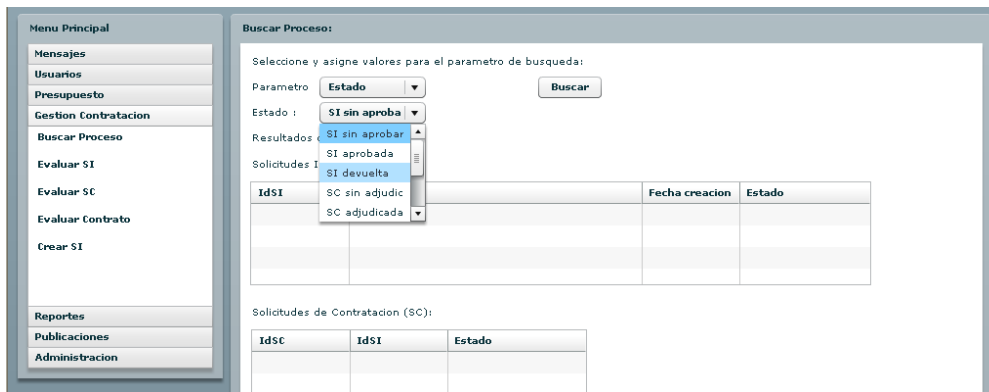 Menu Principal
Mensajes
Usuarios
Presupuesto
Gestion Contratacion
Buscar Proceso
Evaluar SI
Evaluar SC
Evaluar Contrato
Crear SI
Reportes
Publicaciones
Administracion
Buscar Proceso:
Seleccione y asigne valores para el parametro de busqueda:
Parametro Estado Buscar
Estado : SI sin aproba
SI sin aprobar
SI aprobada
SI devuelta
SC sin adjudic
SC adjudicada
Resultados
Solicitudes
IdSI Fecha creacion Estado
Solicitudes de Contratacion (SC):
IdSC IdSI Estado